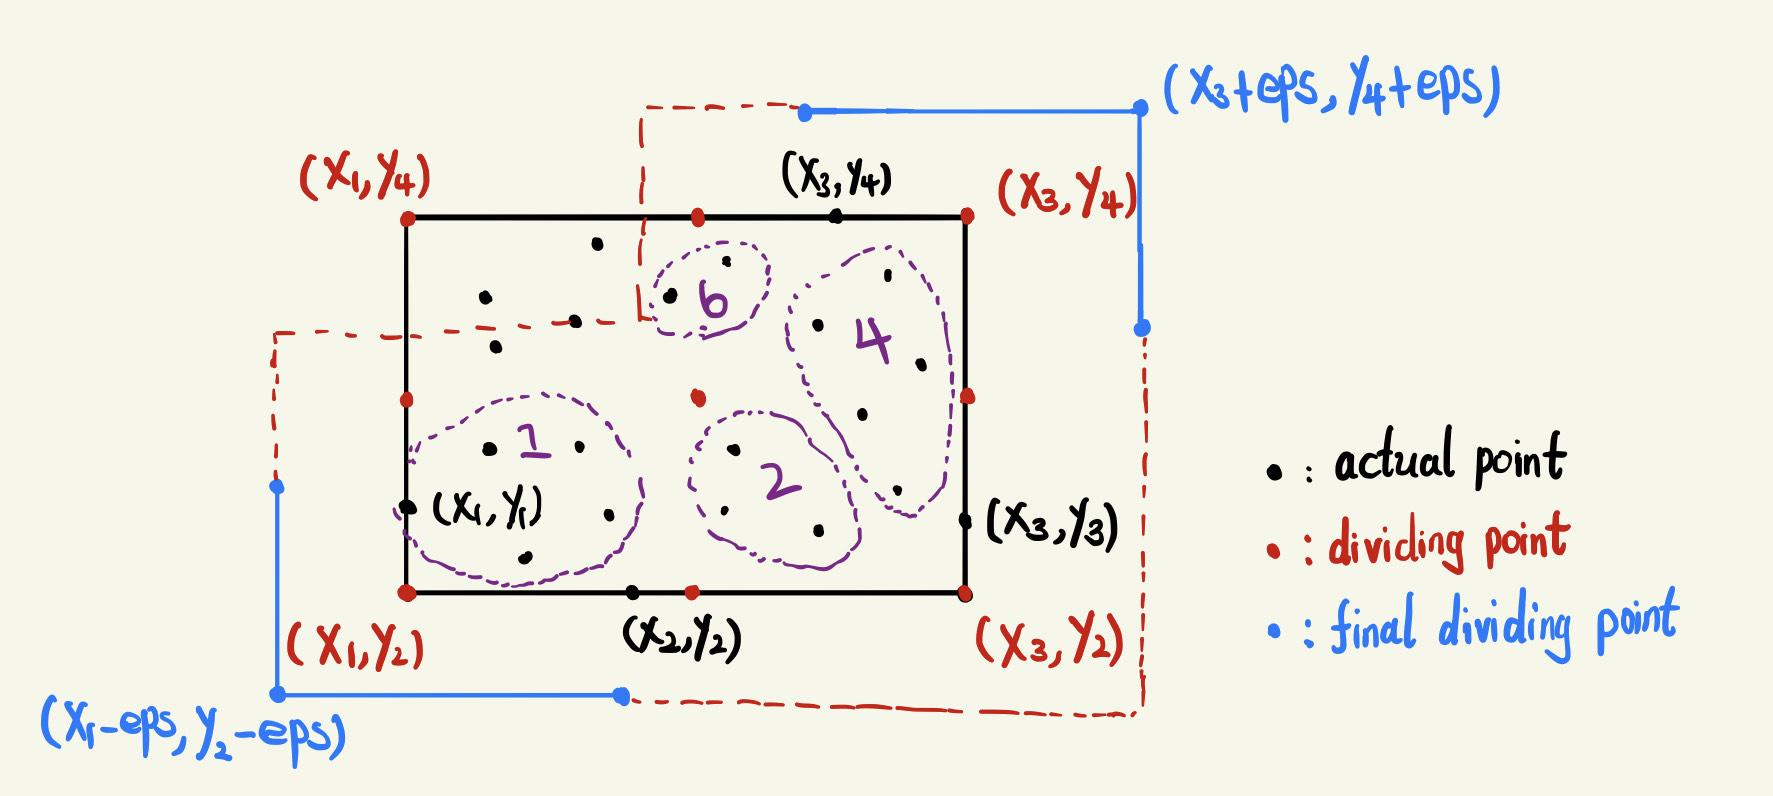 (X3+eps, Y4+eps)
(X1, Y4)
(X3, Y4)
(X3, Y4)
6
4
1
2
(X1, Y1)
(X3, Y3)
(X1, Y2)
(X2, Y2)
(X3, Y2)
(X1-eps, Y2-eps)
: actual point
: dividing point
: final dividing point